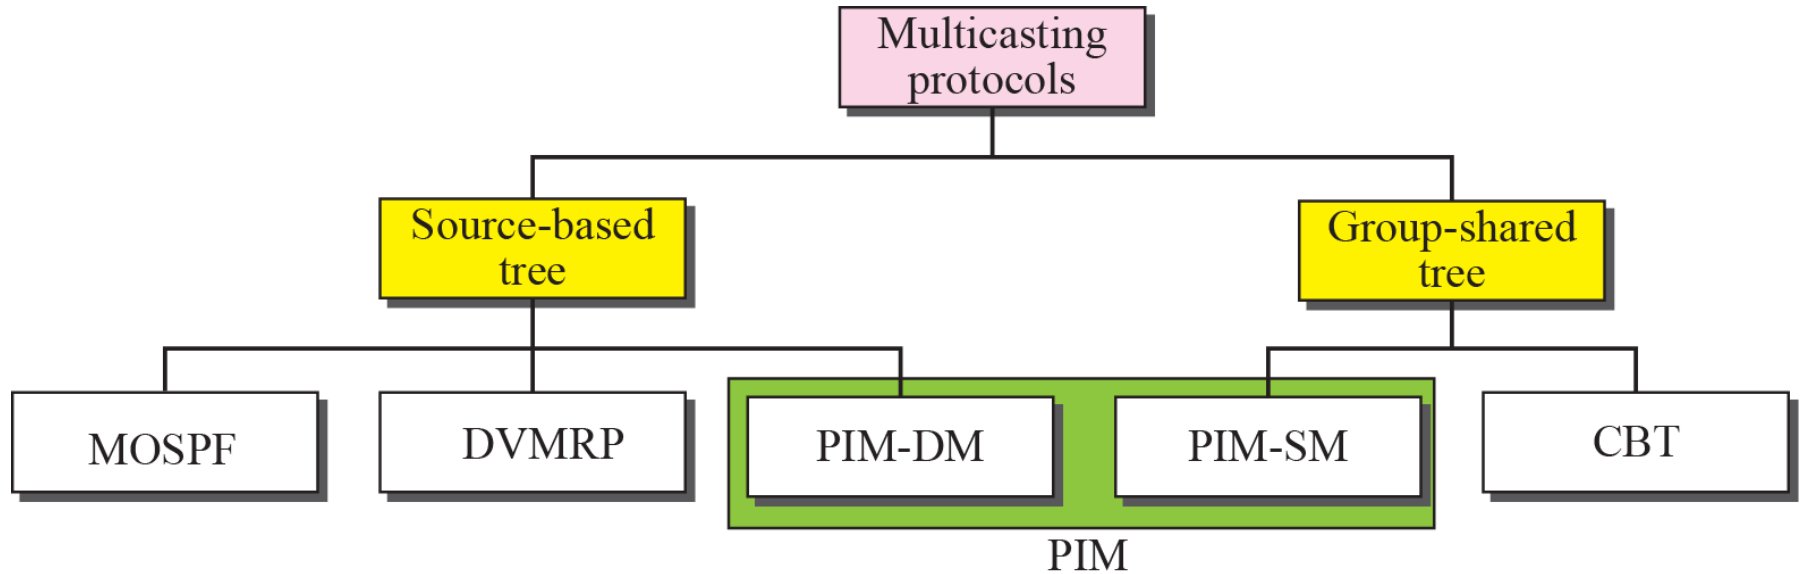 Multicasting
protocols
Source-based
tree
Group-shared
tree
MOSPF
DVMRP
PIM-DM
PIM-SM
CBT
PIM